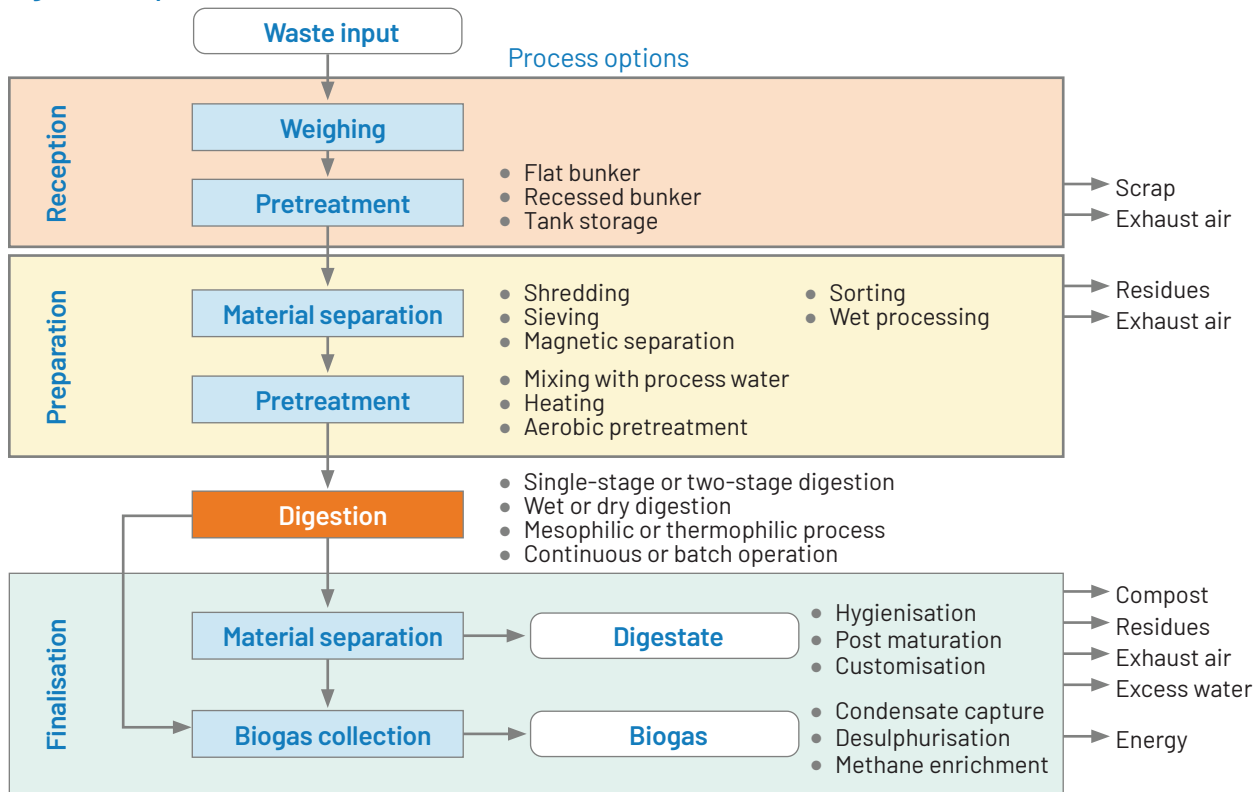 Waste input
Process options
Reception
Weighing
Pretreatment
● Flat bunker
● Recessed bunker
● Tank storage
Scrap
Exhaust air
Preparation
Material separation
● Shredding
● Sieving
● Magnetic separation
● Sorting
● Wet processing
Residues
Exhaust air
Pretreatment
● Mixing with process water
● Heating
● Aerobic pretreatment
Digestion
● Single-stage or two-stage digestion
● Wet or dry digestion
● Mesophilic or thermophilic process
● Continuous or batch operation
Finalisation
Material separation
Digestate
● Hygienisation
● Post maturation
● Customisation
Compost
Residues
Exhaust air
Excess water
Biogas collection
Biogas
● Condensate capture
● Desulphurisation
● Methane enrichment
Energy